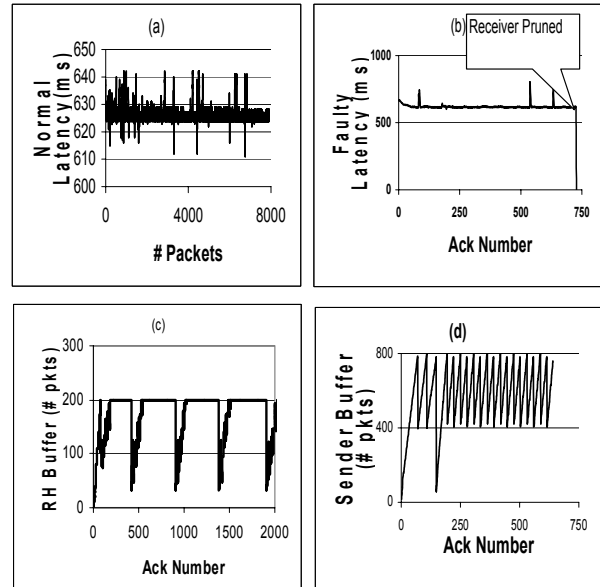 (a)
650
640
630
620
610
600
Normal
Latency(ms)
0
4000
8000
# Packets
(b)
Receiver Pruned
1000
500
0
Faulty
Latency(ms)
0
250
500
750
Ack Number
(c)
300
200
100
0
RH Buffer (# pkts)
0
500
1000
1500
2000
Ack Number
(d)
800
400
0
Sender Buffer
(# pkts)
0
250
500
750
Ack Number